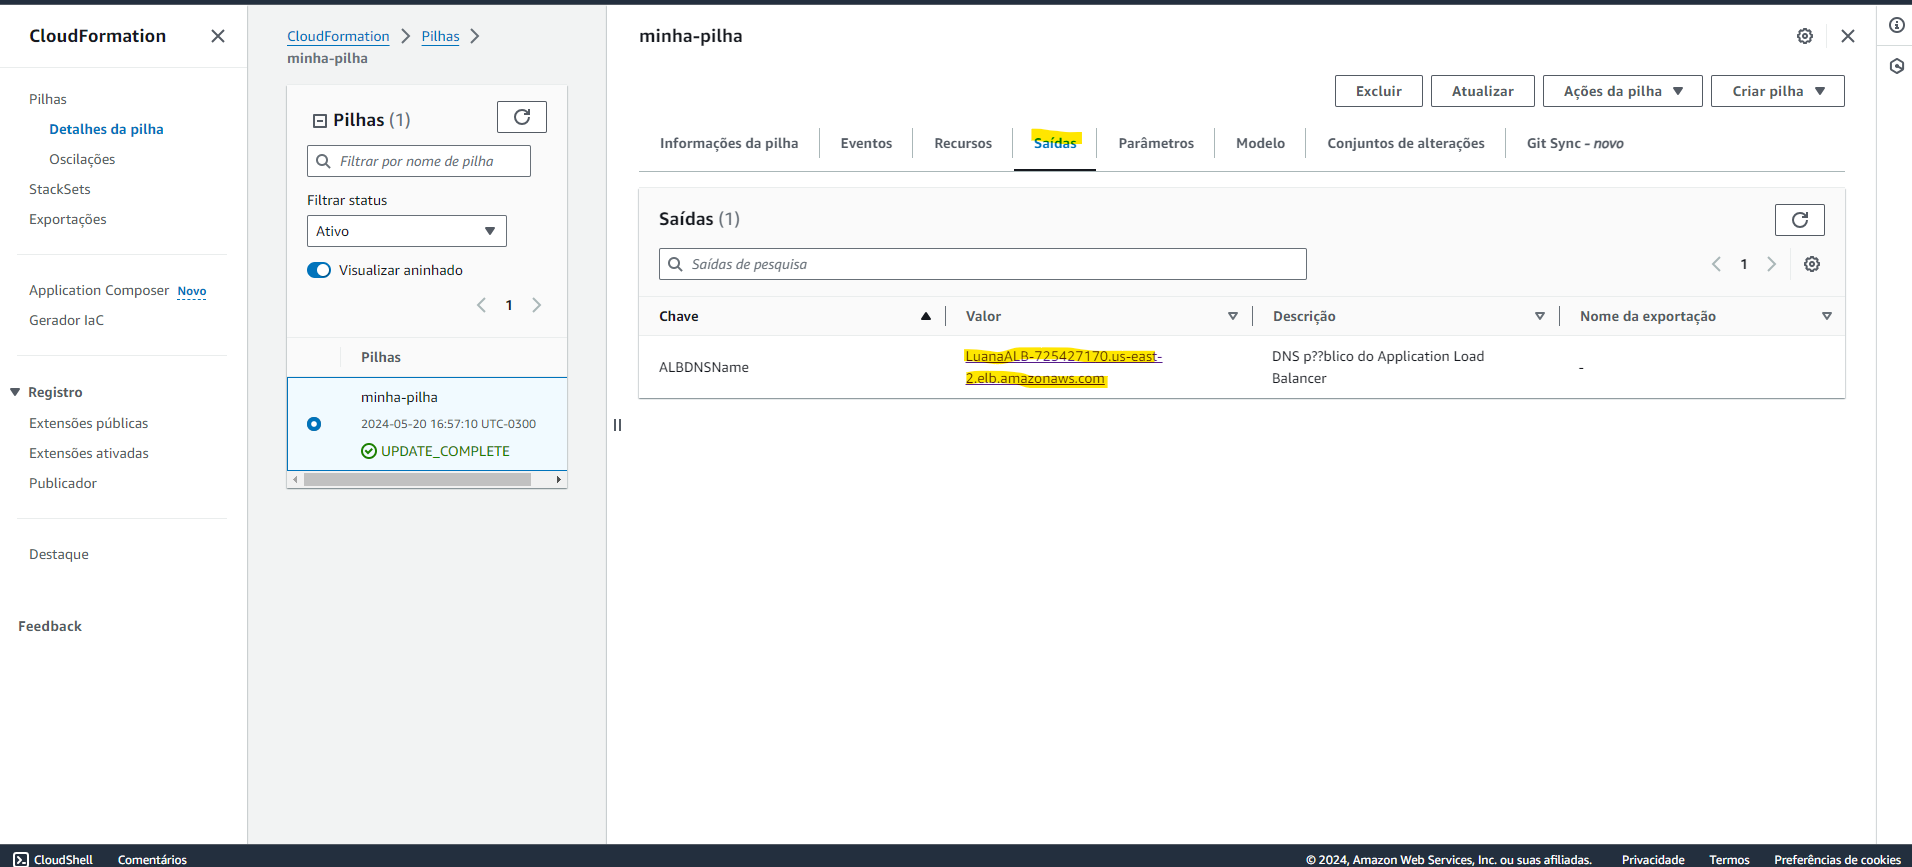 CloudFormation
Pilhas
Detalhes da pilha
Oscilações
StackSets
Exportações
Application Composer Novo
Gerador IaC
Registro
Extensões públicas
Extensões ativadas
Publicador
Destaque
Feedback
CloudFormation > Pilhas >
minha-pilha
Pilhas (1)
Filtrar por nome de pilha
Filtrar status
Ativo
Visualizar aninhado
1
Pilhas
minha-pilha
2024-05-20 16:57:10 UTC-0300
UPDATE_COMPLETE
minha-pilha
Excluir Atualizar Ações da pilha Criar pilha
Informações da pilha Eventos Recursos Saídas Parâmetros Modelo Conjuntos de alterações Git Sync - novo
Saídas (1)
Saídas de pesquisa
1
Chave Valor Descrição Nome da exportação
ALBDNSName
LuanaALB-725427170.us-east-
2.elb.amazonaws.com
DNS p??blico do Application Load
Balancer
-
CloudShell Comentários
© 2024, Amazon Web Services, Inc. ou suas afiliadas. Privacidade Termos Preferências de cookies